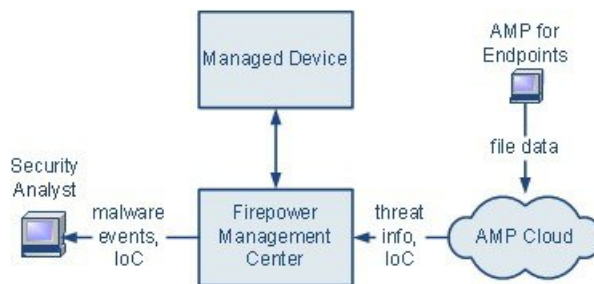 Managed Device
AMP for
Endpoints
file data
Security
Analyst
malware
events,
IoC
Firepower
Management
Center
threat
info,
IoC
AMP Cloud